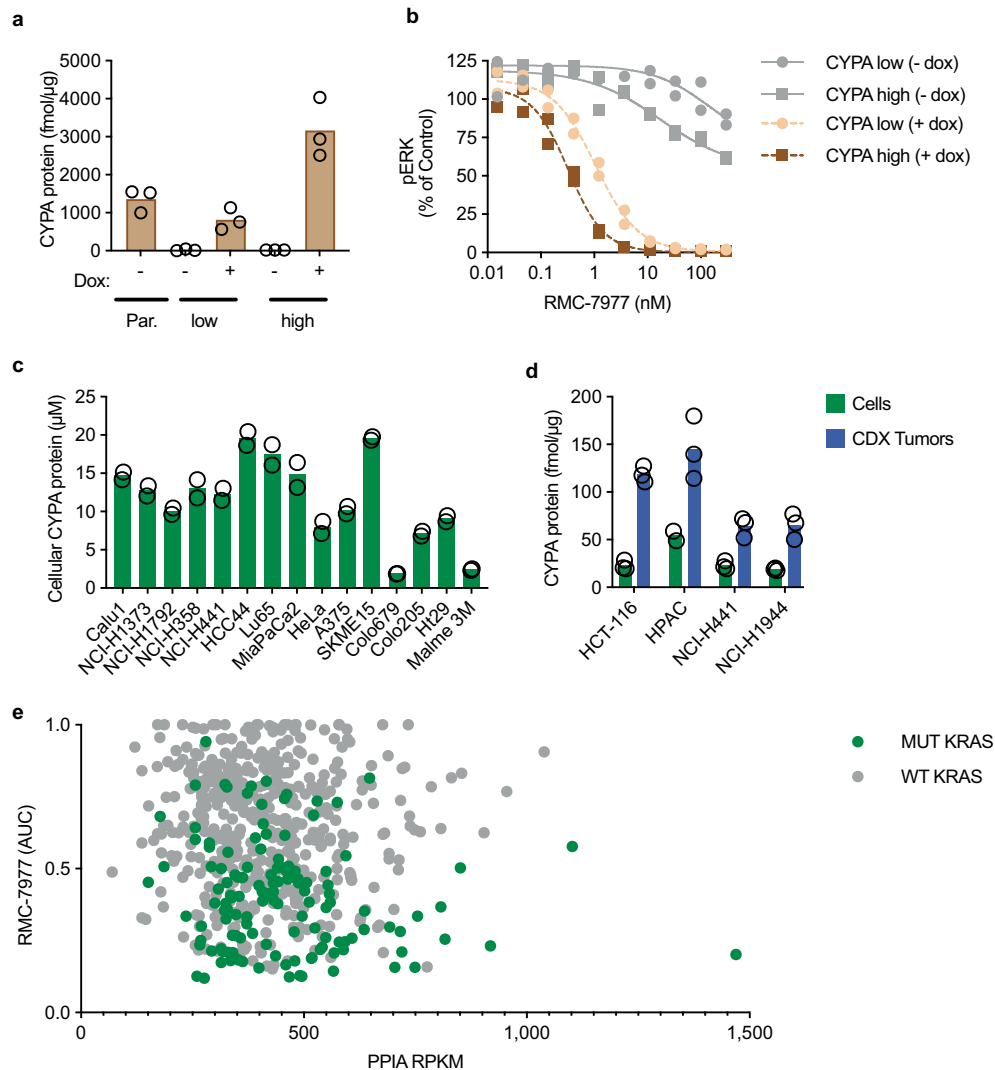 a
CYPA protein (fmol/µg)
5000
4000
3000
2000
1000
0
Dox:
- - + - +
Par. low high
b
pERK
(% of Control)
125
100
75
50
25
0
0.015 0.1 1 10 100
RMC-7977 (nM)
CYPA low (- dox)
CYPA high (- dox)
CYPA low (+ dox)
CYPA high (+ dox)
c
Cellular CYPA protein (µM)
25
20
15
10
5
0
Calu1
NCI-H1373
NCI-H1792
NCI-H358
NCI-H441
HCC44
Lu65
MiaPaCa2
HeLa
A375
SKME15
Colo679
Colo205
Ht29
Malme 3M
d
CYPA protein (fmol/µg)
200
150
100
50
0
HCT-116
HPAC
NCI-H441
NCI-H1944
Cells
CDX Tumors
e
RMC-7977 (AUC)
1.0
0.5
0.0
0 500 1,000 1,500
PPIA RPKM
MUT KRAS
WT KRAS